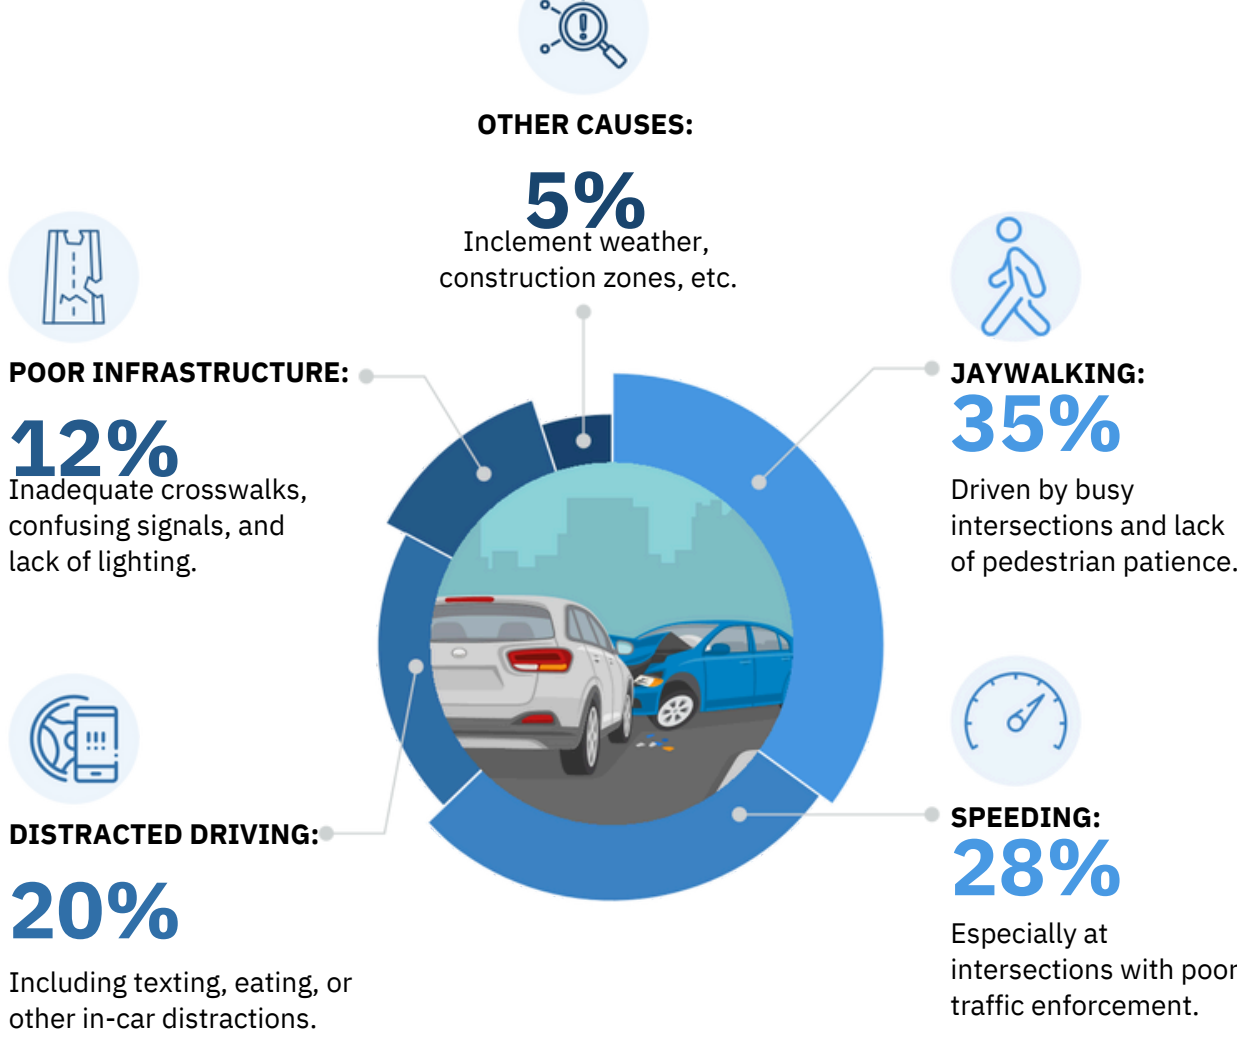 OTHER CAUSES:
5%
Inclement weather,
construction zones, etc.
POOR INFRASTRUCTURE:
12%
Inadequate crosswalks,
confusing signals, and
lack of lighting.
JAYWALKING:
35%
Driven by busy
intersections and lack
of pedestrian patience.
DISTRACTED DRIVING:
20%
Including texting, eating, or
other in-car distractions.
SPEEDING:
28%
Especially at
intersections with poor
traffic enforcement.